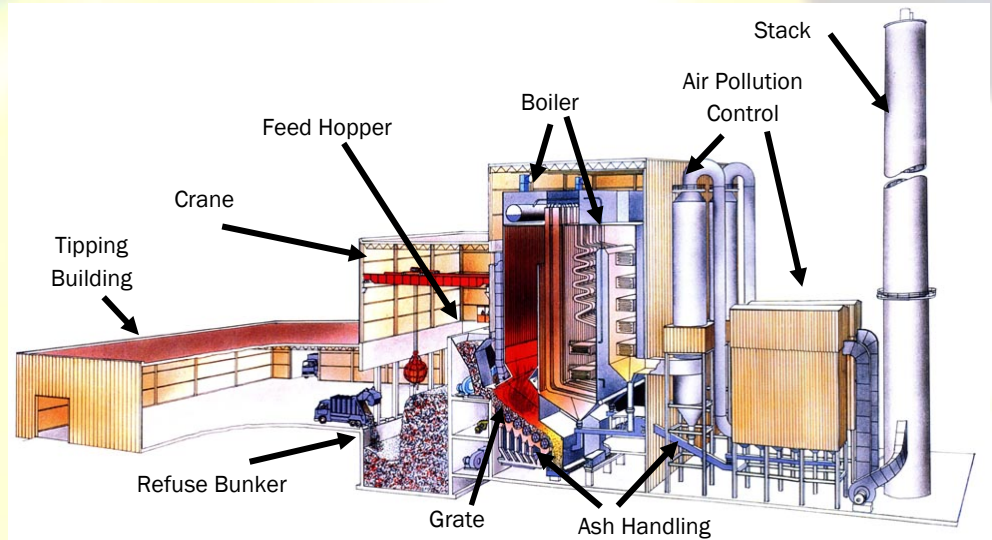 Stack
Air Pollution
Control
Boiler
Feed Hopper
Crane
Tipping
Building
Refuse Bunker
Grate
Ash Handling